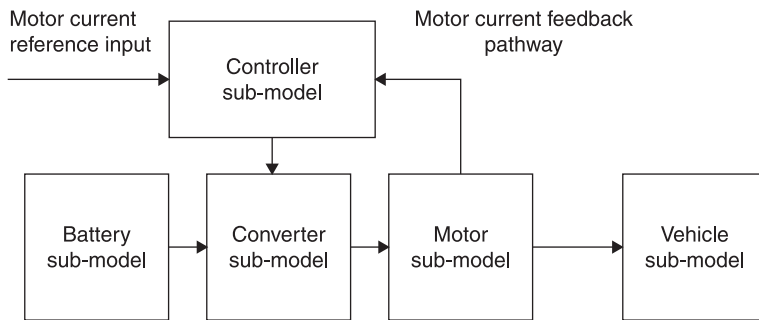 Motor current
reference input
Motor current feedback
pathway
Controller
sub-model
Battery
sub-model
Converter
sub-model
Motor
sub-model
Vehicle
sub-model